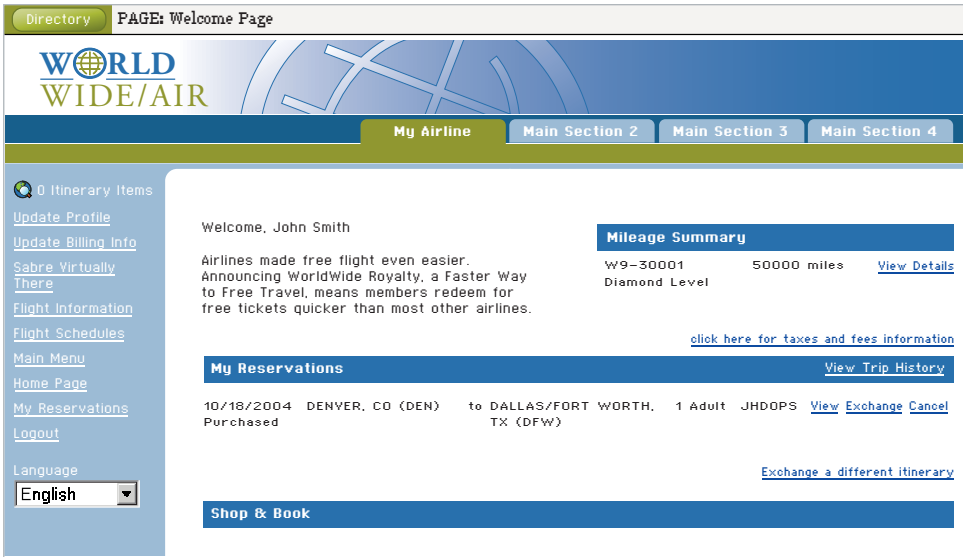 Directory PAGE: Welcome Page
WORLD
WIDE/AIR
My Airline Main Section 2 Main Section 3 Main Section 4
0 Itinerary Items
Update Profile
Update Billing Info
Sabre Virtually
There
Flight Information
Flight Schedules
Main Menu
Home Page
My Reservations
Logout
Language
English
Welcome, John Smith
Airlines made free flight even easier.
Announcing WorldWide Royalty, a Faster Way
to Free Travel, means members redeem for
free tickets quicker than most other airlines.
Mileage Summary
W9-30001 50000 miles View Details
Diamond Level
click here for taxes and fees information
My Reservations View Trip History
10/18/2004 DENVER, CO (DEN) to DALLAS/FORT WORTH, 1 Adult JHDOPS View Exchange Cancel
Purchased TX (DFW)
Exchange a different itinerary
Shop & Book